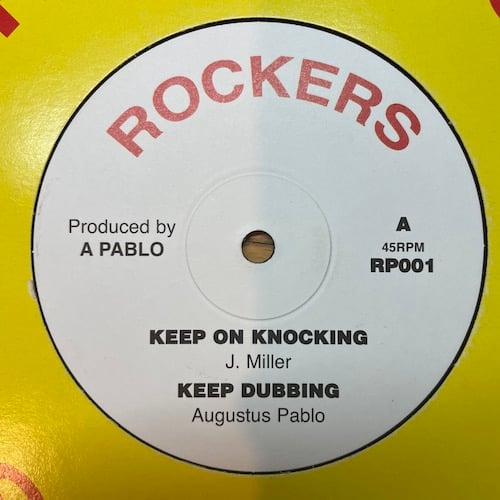 ROCKERS
Produced by
A PABLO
A
45RPM
RP001
KEEP ON KNOCKING
J. Miller
KEEP DUBBING
Augustus Pablo